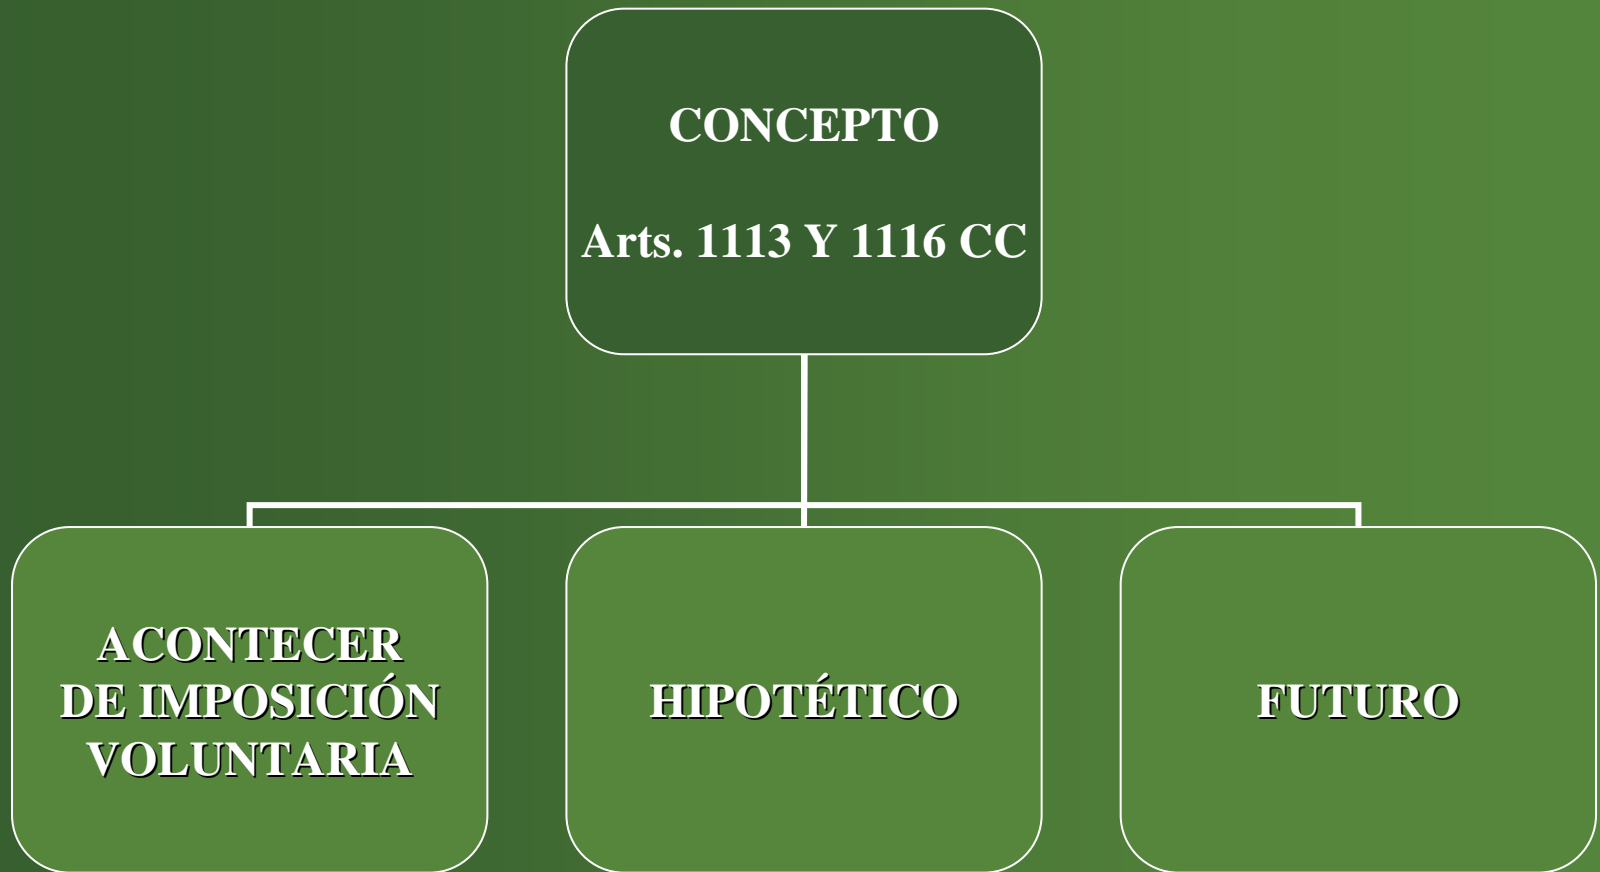 CONCEPTO
Arts. 1113 Y 1116 CC
ACONTECER
DE IMPOSICIÓN
VOLUNTARIA
HIPOTÉTICO
FUTURO